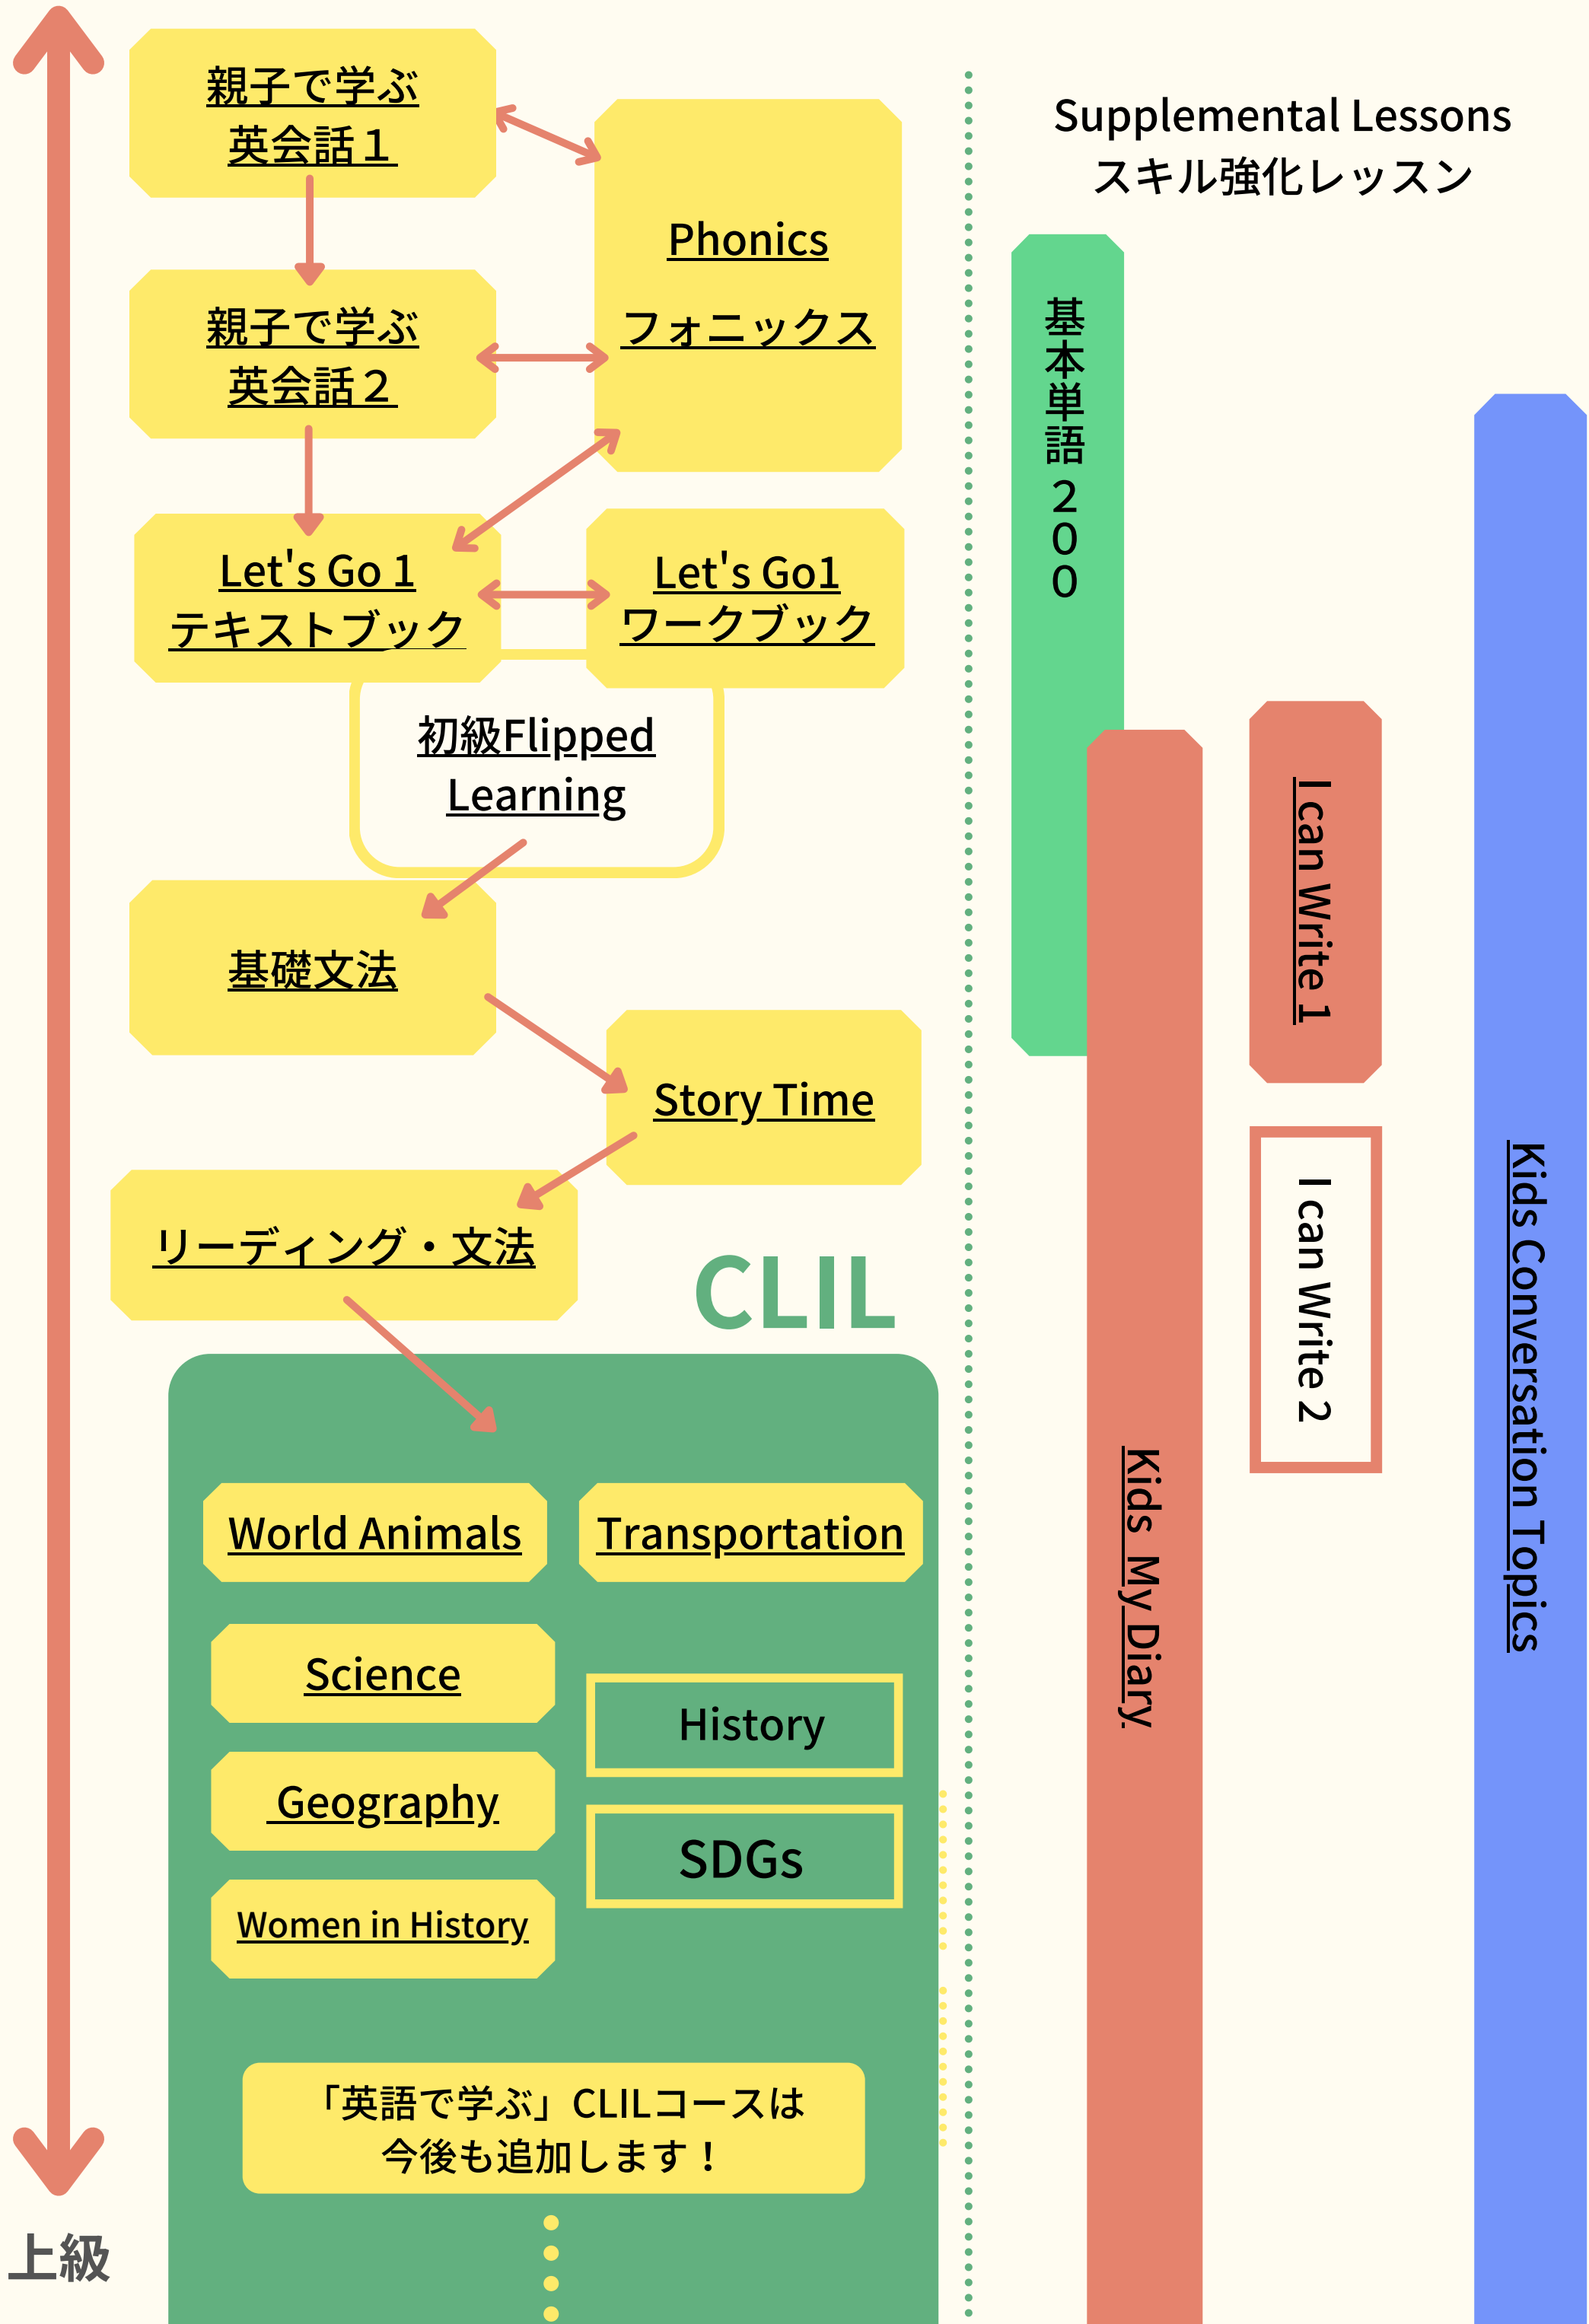 親子で学ぶ
英会話１
親子で学ぶ
英会話２
Phonics
フォニックス
Let's Go 1
テキストブック
Let's Go1
ワークブック
初級Flipped
Learning
基礎文法
Story Time
リーディング・文法
CLIL
World Animals
Transportation
Science
History
Geography
SDGs
Women in History
「英語で学ぶ」CLILコースは
今後も追加します！
上級
Supplemental Lessons
スキル強化レッスン
基本単語２００
Kids My Diary
I can Write 1
I can Write 2
Kids Conversation Topics